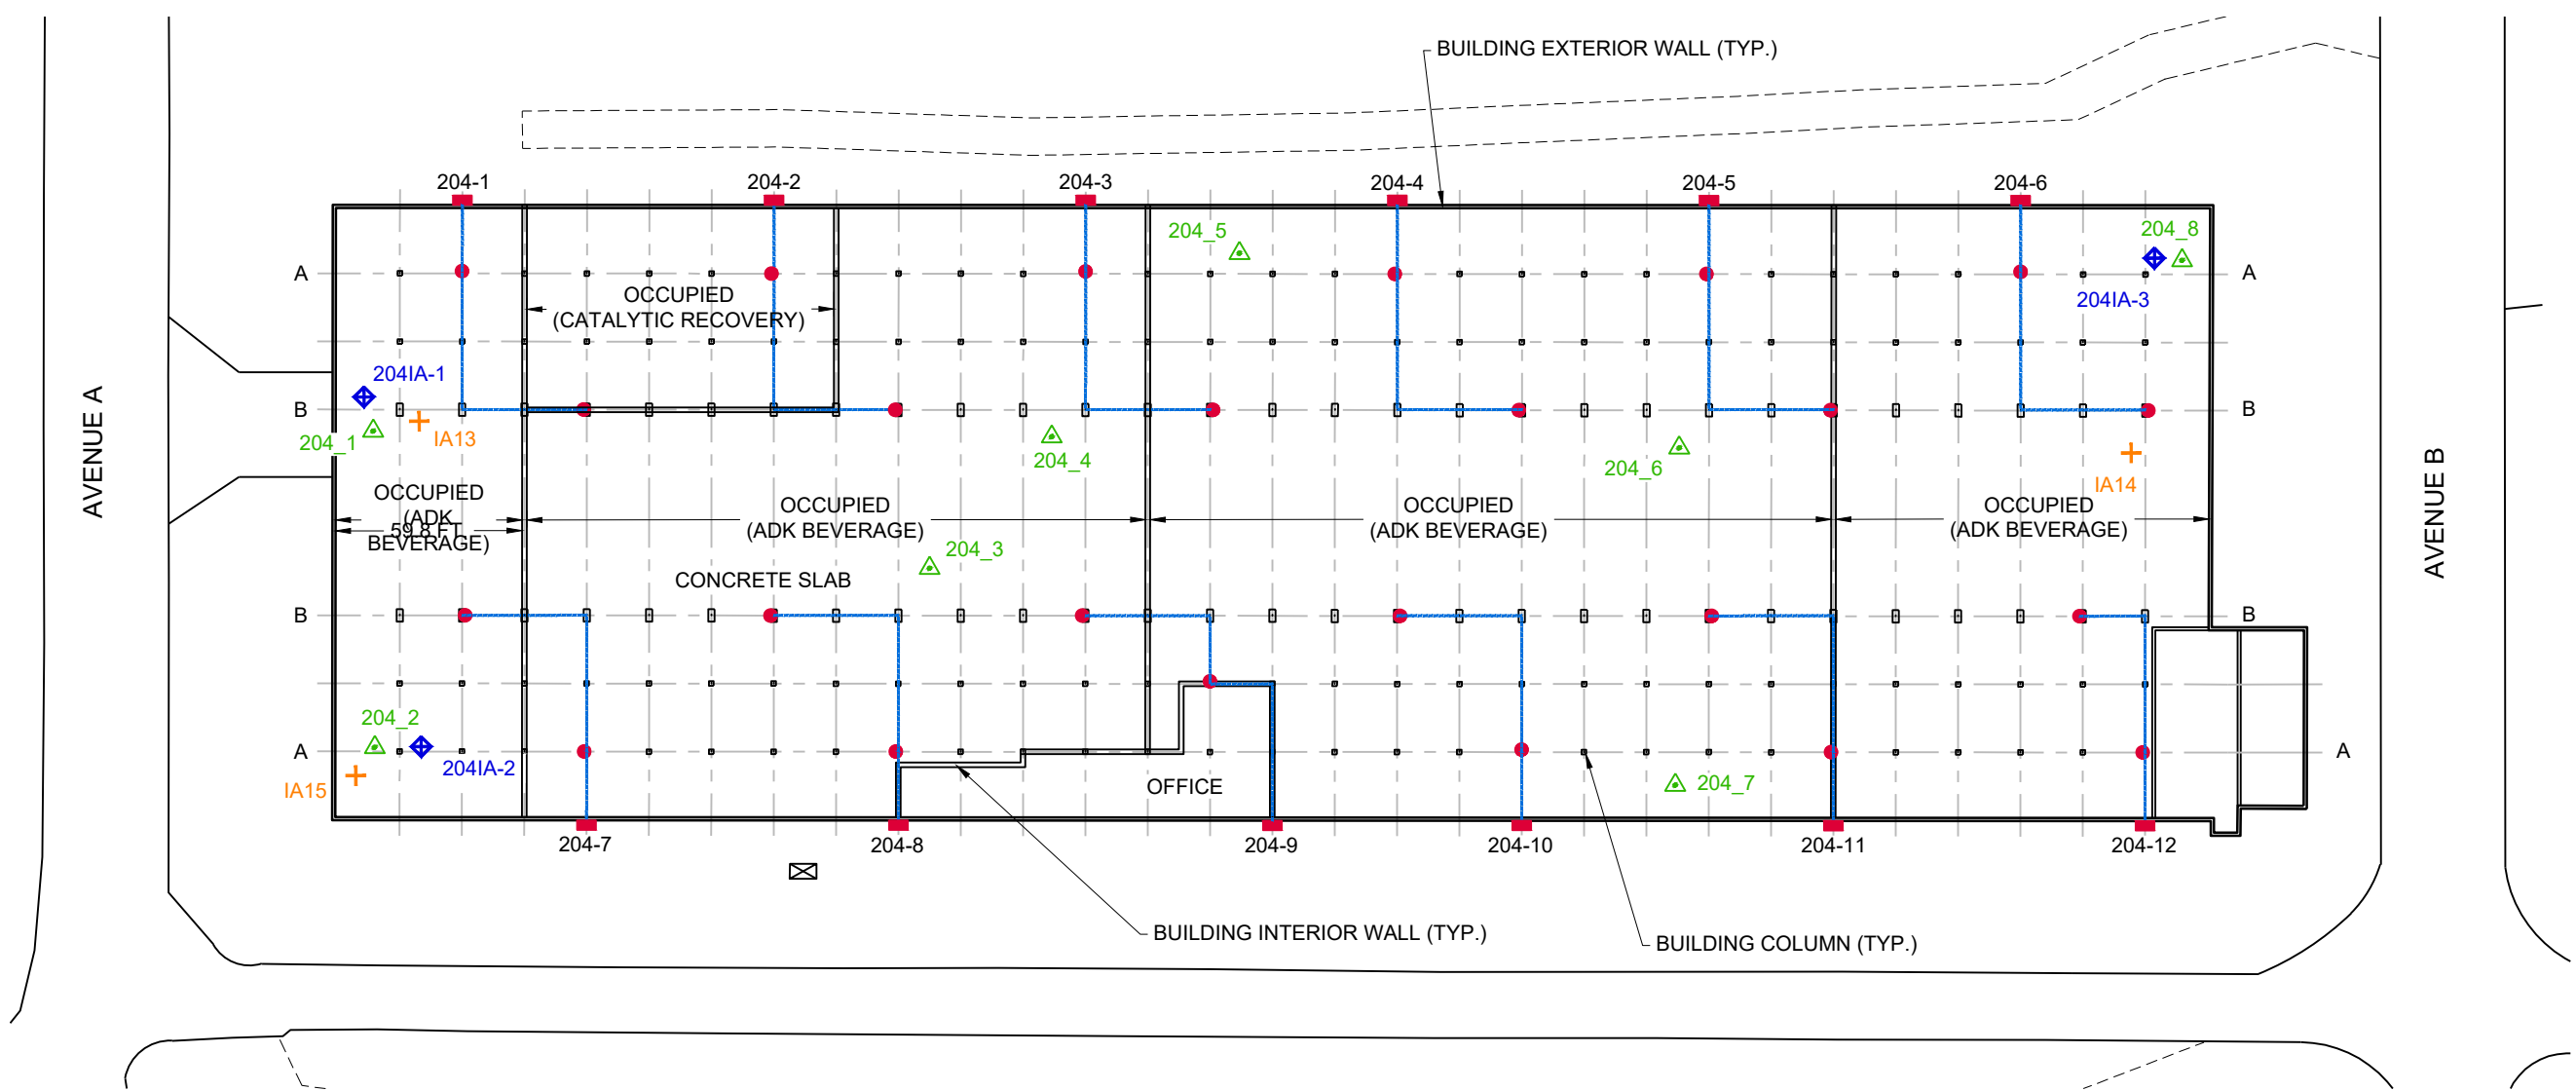 BUILDING EXTERIOR WALL (TYP.)
204-1
204-2
204-3
204-4
204-5
204-6
204_5
204_8
A
A
OCCUPIED
(CATALYTIC RECOVERY)
204IA-3
204IA-1
B
B
204_1
IA13
204_4
204_6
IA14
AVENUE A
AVENUE B
OCCUPIED
(ADK
BEVERAGE)
59.8 FT.
OCCUPIED
(ADK BEVERAGE)
OCCUPIED
(ADK BEVERAGE)
OCCUPIED
(ADK BEVERAGE)
204_3
CONCRETE SLAB
B
B
204_2
A
A
204IA-2
IA15
OFFICE
204_7
204-7
204-8
204-9
204-10
204-11
204-12
BUILDING INTERIOR WALL (TYP.)
BUILDING COLUMN (TYP.)